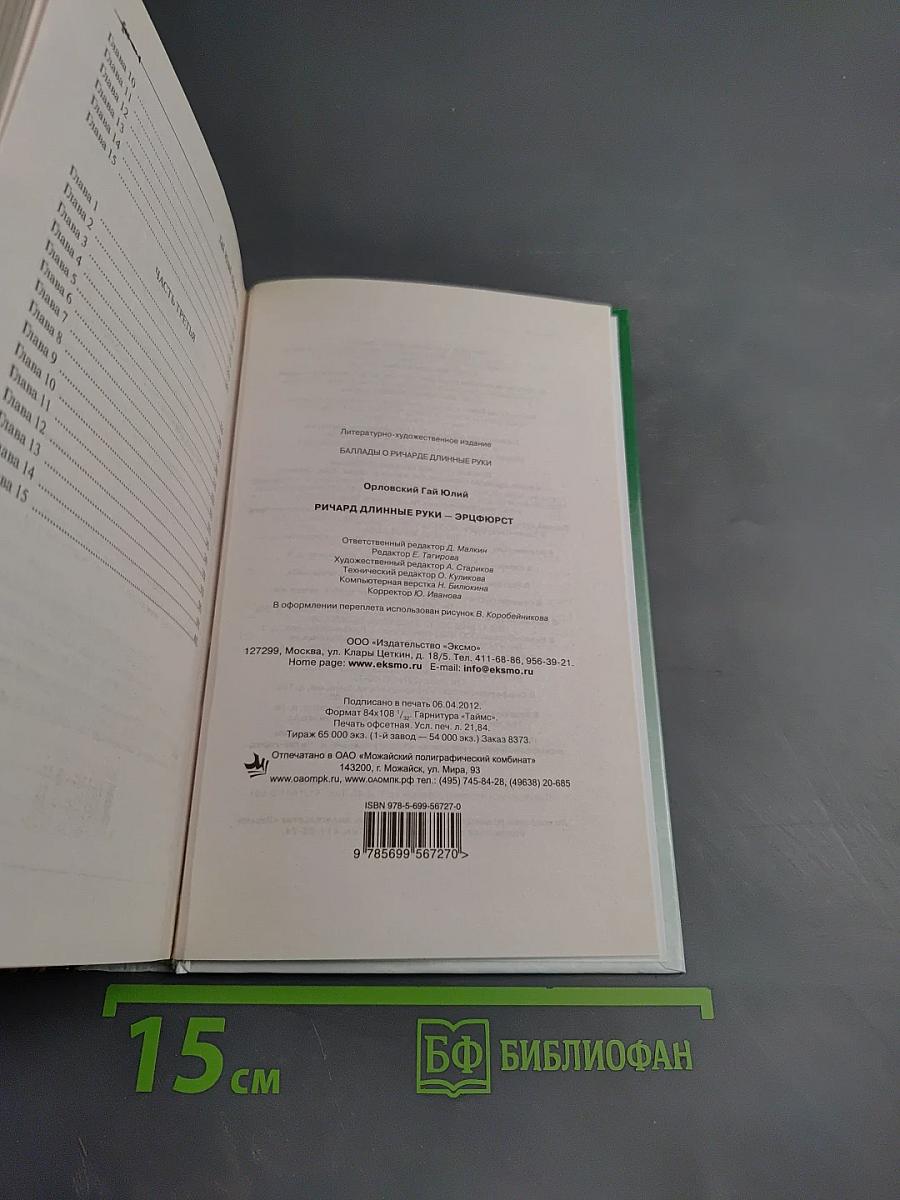 Глава 10
Глава 11
Глава 12
Глава 13
Глава 14
Глава 15
ЧАСТЬ ТРЕТЬЯ
Глава 1
Глава 2
Глава 3
Глава 4
Глава 5
Глава 6
Глава 7
Глава 8
Глава 9
Глава 10
Глава 11
Глава 12
Глава 13
лава 14
ва 15
Литературно-художественное издание
БАЛЛАДЫ О РИЧАРДЕ ДЛИННЫЕ РУКИ
Орловский Гай Юлий
РИЧАРД ДЛИННЫЕ РУКИ — ЭРЦФЮРСТ
Ответственный редактор Д. Малкин
Редактор Е. Тагирова
Художественный редактор А. Стариков
Технический редактор О. Куликова
Компьютерная верстка Н. Билюкина
Корректор Ю. Иванова
В оформлении переплета использован рисунок В. Коробейникова
ООО «Издательство «Эксмо»
127299, Москва, ул. Клары Цеткин, д. 18/5. Тел. 411-68-86, 956-39-21.
Home page: www.eksmo.ru E-mail: info@eksmo.ru
Подписано в печать 06.04.2012.
Формат 84x108 1/32. Гарнитура «Таймс».
Печать офсетная. Усл. печ. л. 21,84.
Тираж 65 000 экз. (1-й завод — 54 000 экз.) Заказ 8373.
Отпечатано в ОАО «Можайский полиграфический комбинат»
143200, г. Можайск, ул. Мира, 93
www.oaompk.ru, www.оаомпк.рф тел.: (495) 745-84-28, (49638) 20-685
ISBN 978-5-699-56727-0
9 785699 567270 >
15 см
БФ БИБЛИОФАН